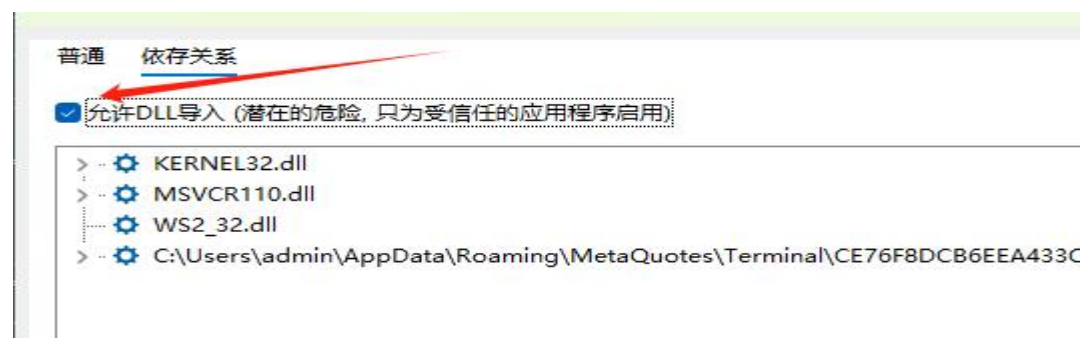 普通 依存关系
允许DLL导入 (潜在的危险, 只为受信任的应用程序启用)
KERNEL32.dll
MSVCR110.dll
WS2_32.dll
C:\Users\admin\AppData\Roaming\MetaQuotes\Terminal\CE76F8DCB6EEA433C